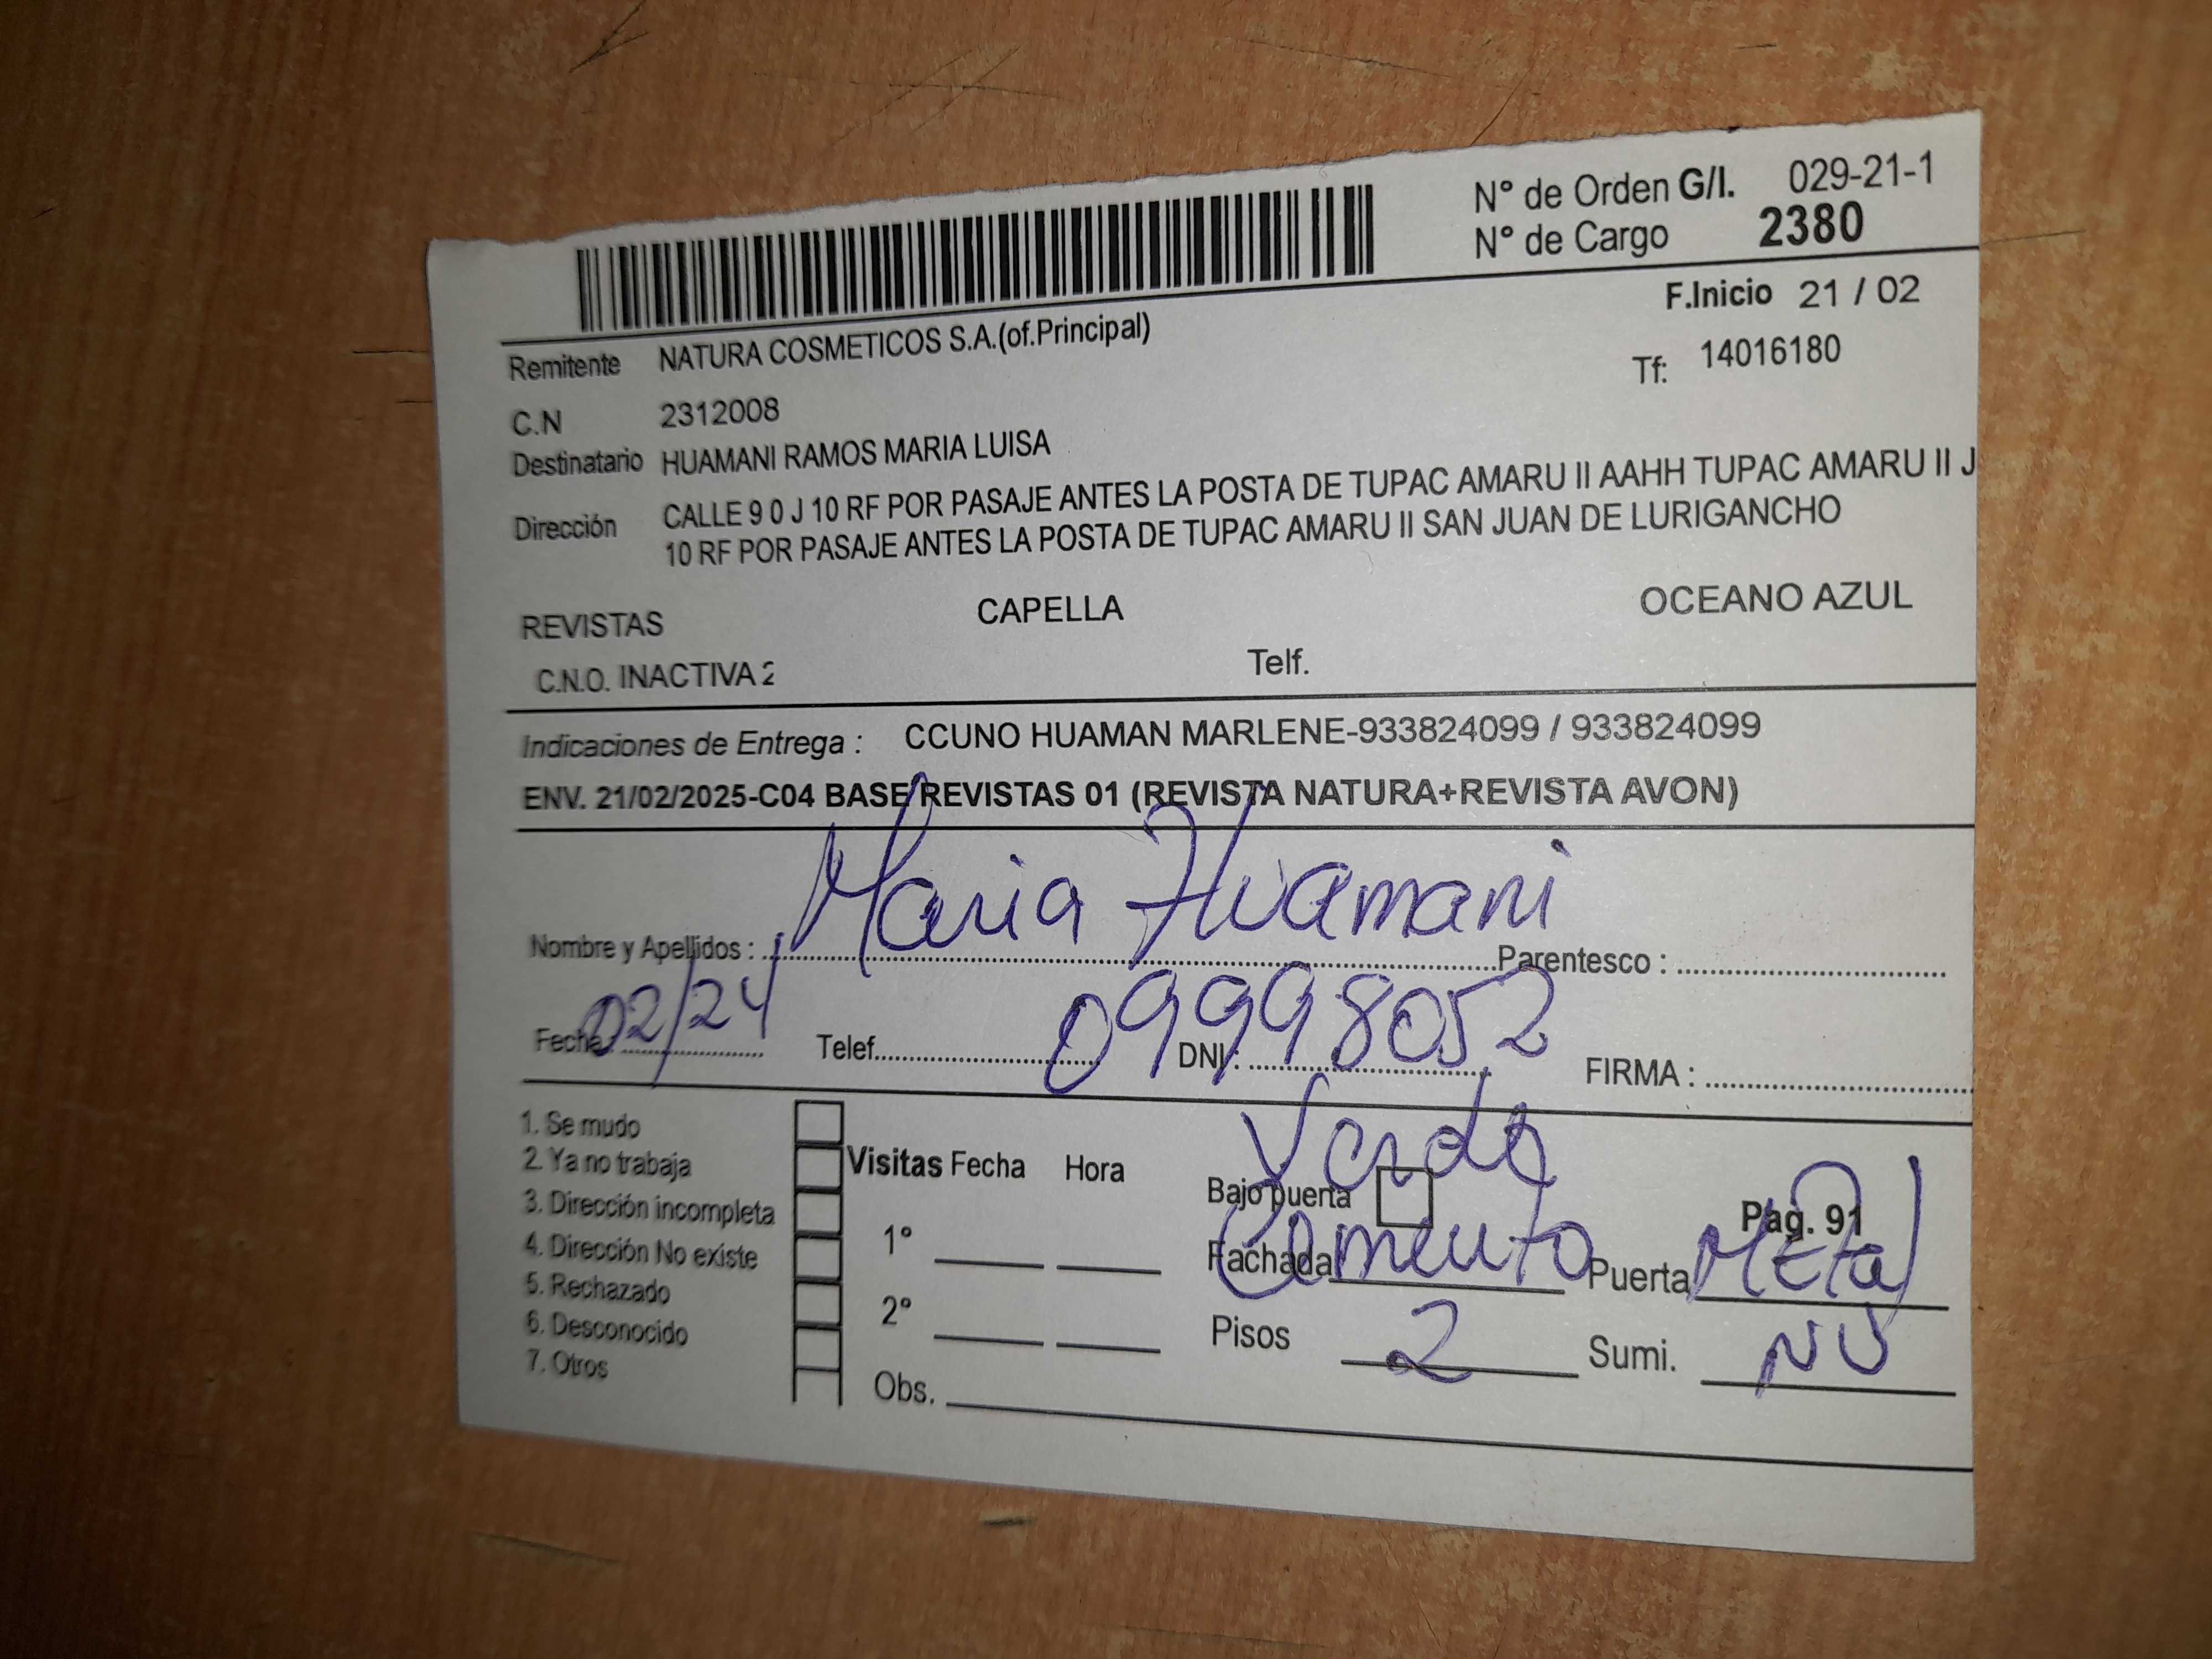 N° de Orden G/I. 029-21-1
N° de Cargo 2380
F.Inicio 21 / 02
Remitente NATURA COSMETICOS S.A.(of.Principal)
Tf: 14016180
C.N 2312008
Destinatario HUAMANI RAMOS MARIA LUISA
Dirección CALLE 9 0 J 10 RF POR PASAJE ANTES LA POSTA DE TUPAC AMARU II AAHH TUPAC AMARU II J
10 RF POR PASAJE ANTES LA POSTA DE TUPAC AMARU II SAN JUAN DE LURIGANCHO
REVISTAS CAPELLA OCEANO AZUL
C.N.O. INACTIVA 2 Telf.
Indicaciones de Entrega : CCUNO HUAMAN MARLENE-933824099 / 933824099
ENV. 21/02/2025-C04 BASE REVISTAS 01 (REVISTA NATURA+REVISTA AVON)
Nombre y Apellidos : Maria Huamani Parentesco :
Fecha: 02/24 Telef. DNI : 09998052 FIRMA :
1. Se mudo
2. Ya no trabaja
3. Dirección incompleta
4. Dirección No existe
5. Rechazado
6. Desconocido
7. Otros
Visitas Fecha Hora
1°
2°
Obs.
Verde
Bajo puerta
Pag. 91
Fachada Cemento Puerta Metal
Pisos 2 Sumi.